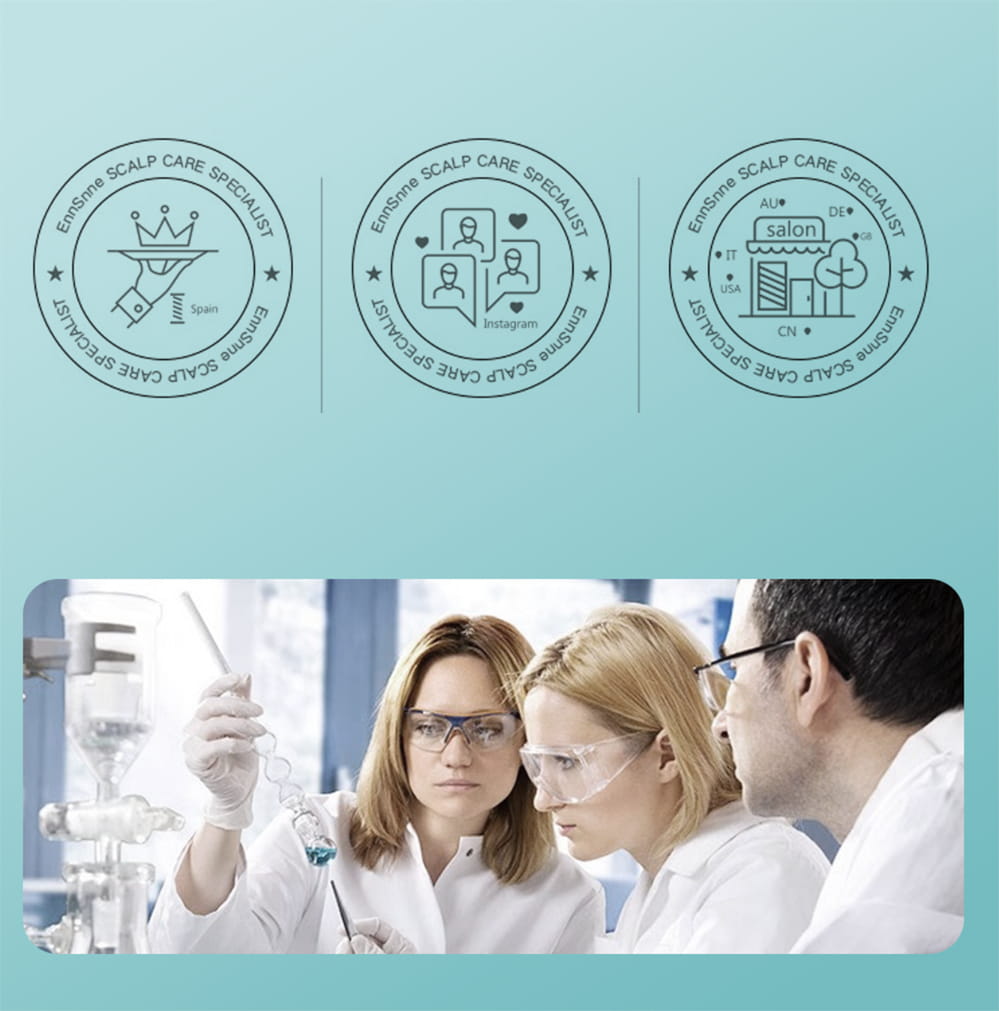 EnnSnne SCALP CARE SPECIALIST
Spain
EnnSnne SCALP CARE SPECIALIST
EnnSnne SCALP CARE SPECIALIST
Instagram
EnnSnne SCALP CARE SPECIALIST
EnnSnne SCALP CARE SPECIALIST
AU
DE
salon
GB
IT
USA
CN
EnnSnne SCALP CARE SPECIALIST